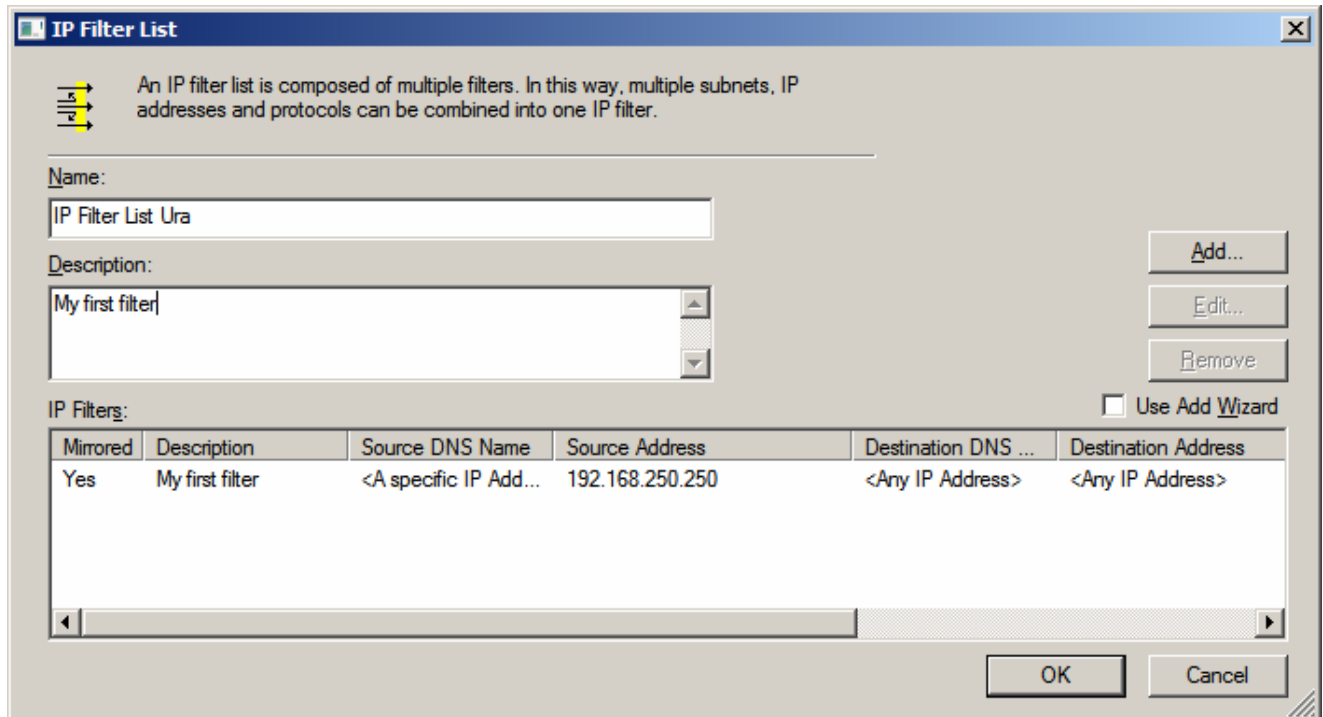 IP Filter List
An IP filter list is composed of multiple filters. In this way, multiple subnets, IP
addresses and protocols can be combined into one IP filter.
Name:
IP Filter List Ura
Description:
My first filter
Add...
Edit...
Remove
IP Filters:
Use Add Wizard
Mirrored Description Source DNS Name Source Address Destination DNS ... Destination Address
Yes My first filter <A specific IP Add... 192.168.250.250 <Any IP Address> <Any IP Address>
OK Cancel